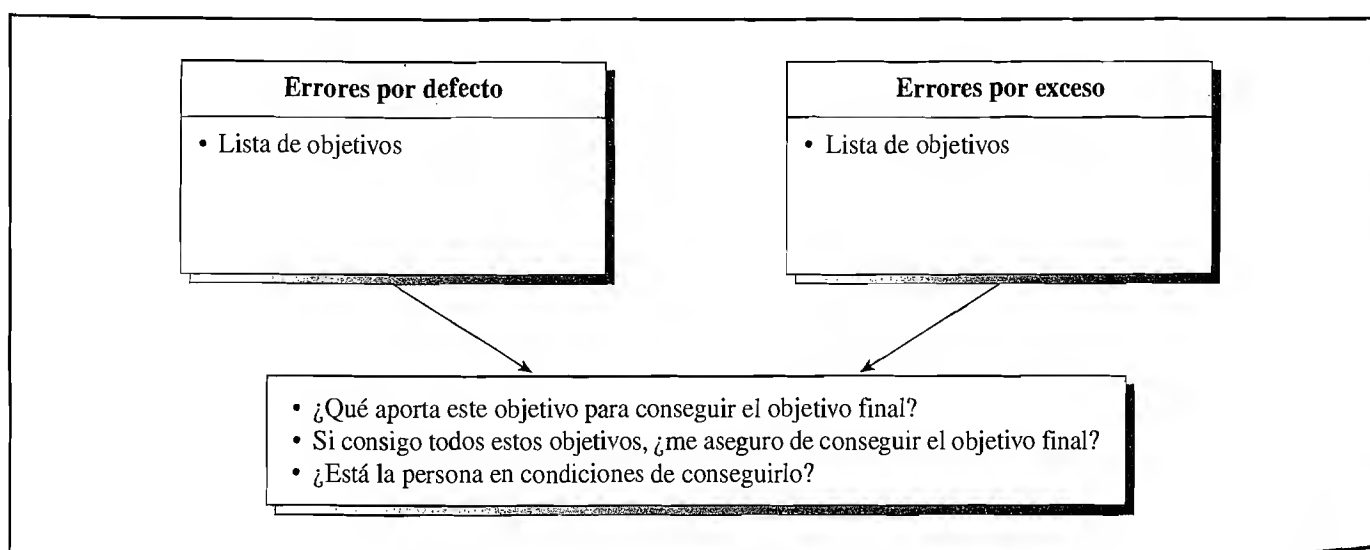 Errores por defecto
• Lista de objetivos
Errores por exceso
• Lista de objetivos
• ¿Qué aporta este objetivo para conseguir el objetivo final?
• Si consigo todos estos objetivos, ¿me aseguro de conseguir el objetivo final?
• ¿Está la persona en condiciones de conseguirlo?